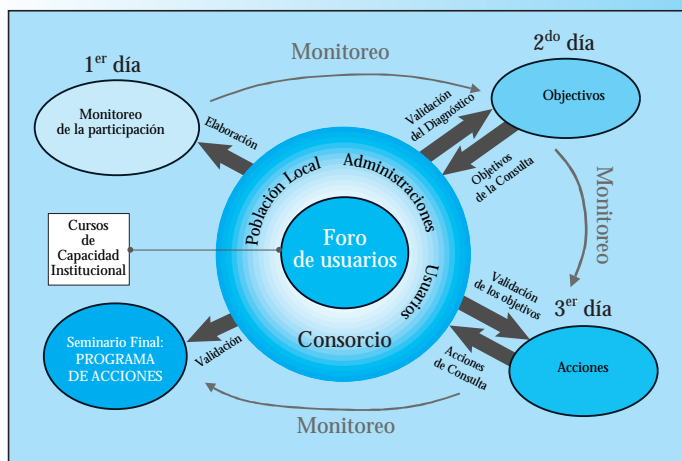 Monitoreo
1er día
2do día
Monitoreo
de la participación
Objectivos
Elaboración
Validación
del Diagnóstico
Objetivos
de la Consulta
Monitoreo
Población Local
Administraciones
Usuarios
Foro
de usuarios
Consorcio
Cursos
de
Capacidad
Institucional
Validación
de los objetivos
3er día
Acciones
Acciones
de Consulta
Validación
Seminario Final:
PROGRAMA
DE ACCIONES
Monitoreo